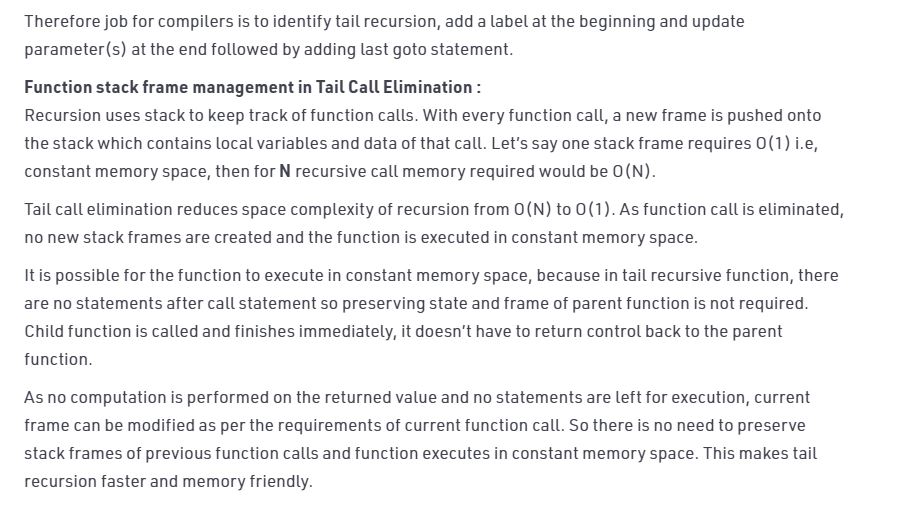 Therefore job for compilers is to identify tail recursion, add a label at the beginning and update
parameter(s) at the end followed by adding last goto statement.
Function stack frame management in Tail Call Elimination :
Recursion uses stack to keep track of function calls. With every function call, a new frame is pushed onto
the stack which contains local variables and data of that call. Let’s say one stack frame requires O(1) i.e,
constant memory space, then for N recursive call memory required would be O(N).
Tail call elimination reduces space complexity of recursion from O(N) to O(1). As function call is eliminated,
no new stack frames are created and the function is executed in constant memory space.
It is possible for the function to execute in constant memory space, because in tail recursive function, there
are no statements after call statement so preserving state and frame of parent function is not required.
Child function is called and finishes immediately, it doesn’t have to return control back to the parent
function.
As no computation is performed on the returned value and no statements are left for execution, current
frame can be modified as per the requirements of current function call. So there is no need to preserve
stack frames of previous function calls and function executes in constant memory space. This makes tail
recursion faster and memory friendly.